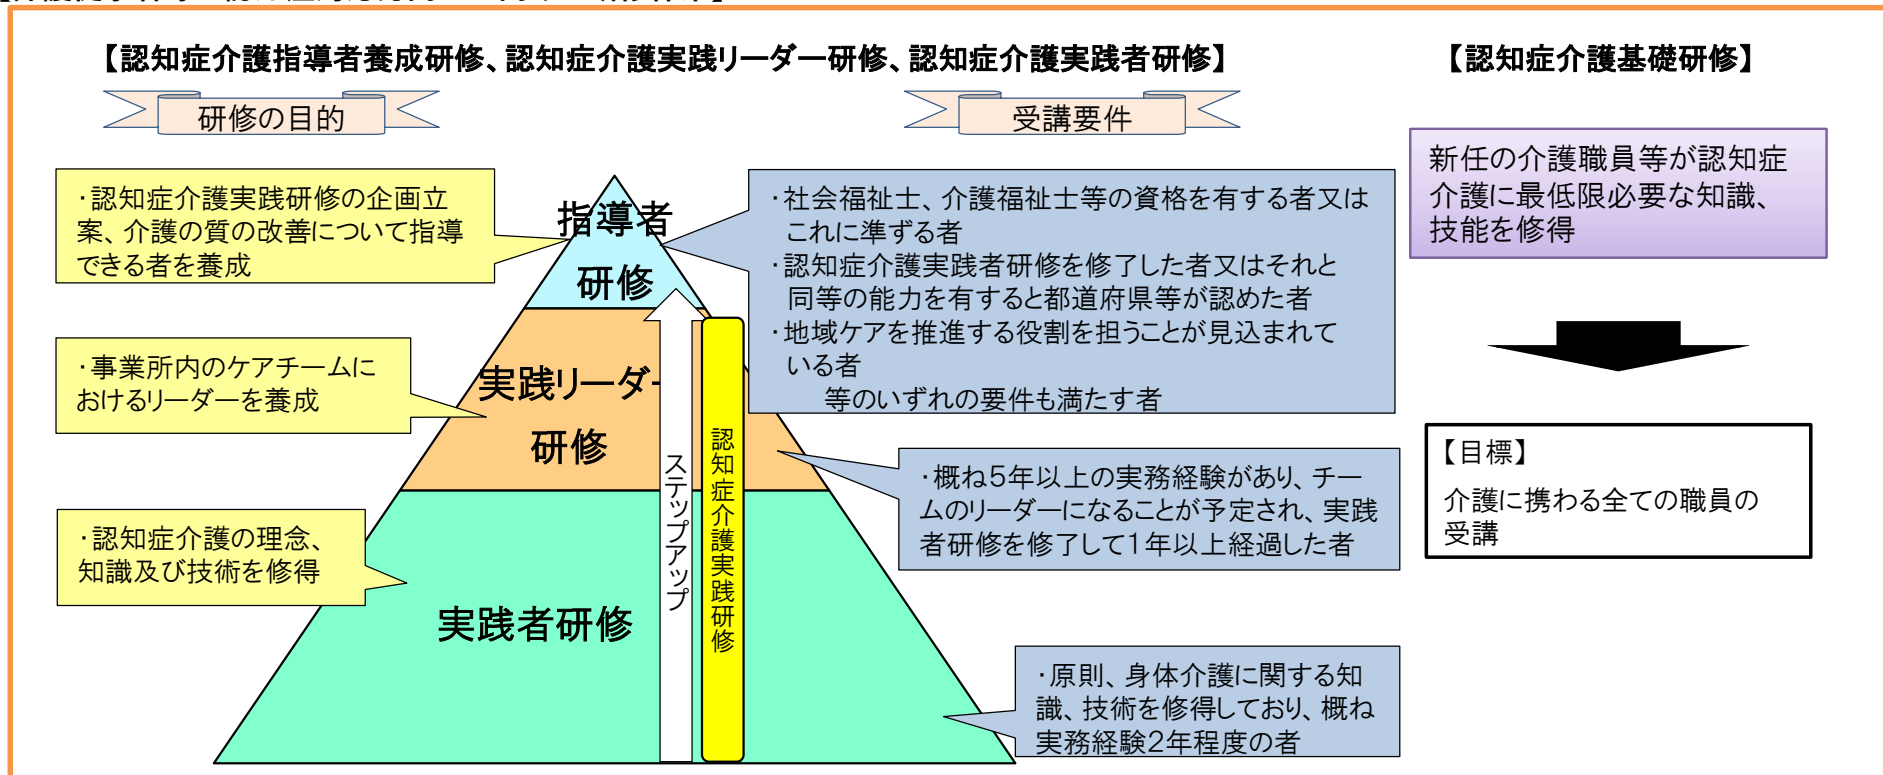 【認知症介護指導者養成研修、認知症介護実践リーダー研修、認知症介護実践者研修】
【認知症介護基礎研修】
研修の目的
受講要件
・認知症介護実践研修の企画立
案、介護の質の改善について指導
できる者を養成
・事業所内のケアチームに
おけるリーダーを養成
・認知症介護の理念、
知識及び技術を修得
指導者
研修
実践リーダー
研修
実践者研修
ステップアップ
認知症介護実践研修
・社会福祉士、介護福祉士等の資格を有する者又は
これに準ずる者
・認知症介護実践者研修を修了した者又はそれと
同等の能力を有すると都道府県等が認めた者
・地域ケアを推進する役割を担うことが見込まれて
いる者
等のいずれの要件も満たす者
・概ね5年以上の実務経験があり、チー
ムのリーダーになることが予定され、実践
者研修を修了して1年以上経過した者
・原則、身体介護に関する知
識、技術を修得しており、概ね
実務経験2年程度の者
新任の介護職員等が認知症
介護に最低限必要な知識、
技能を修得
【目標】
介護に携わる全ての職員の
受講